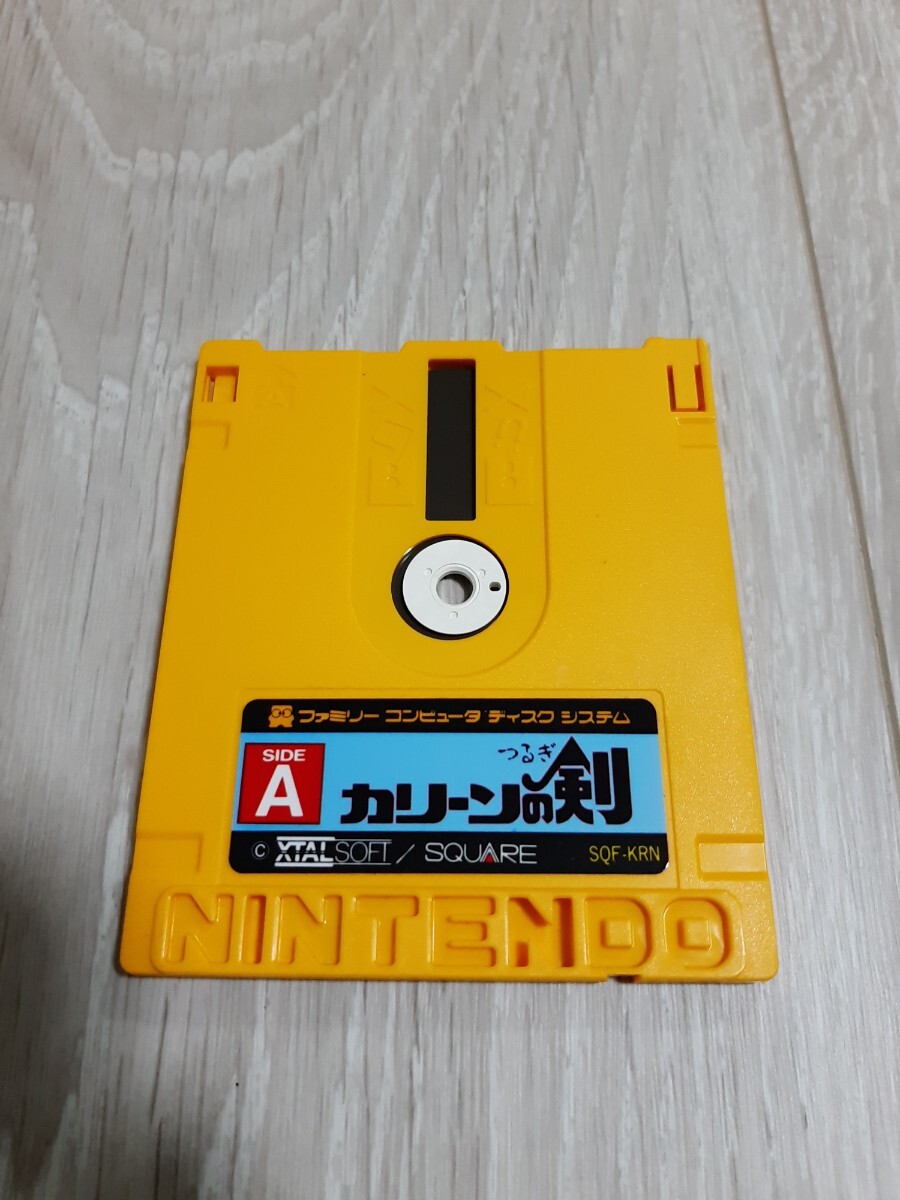 ファミリー コンピュータ ディスク システム
SIDE
A
つるぎ
カリーンの剣
© XTALSOFT / SQUARE SQF-KRN
NINTENDO